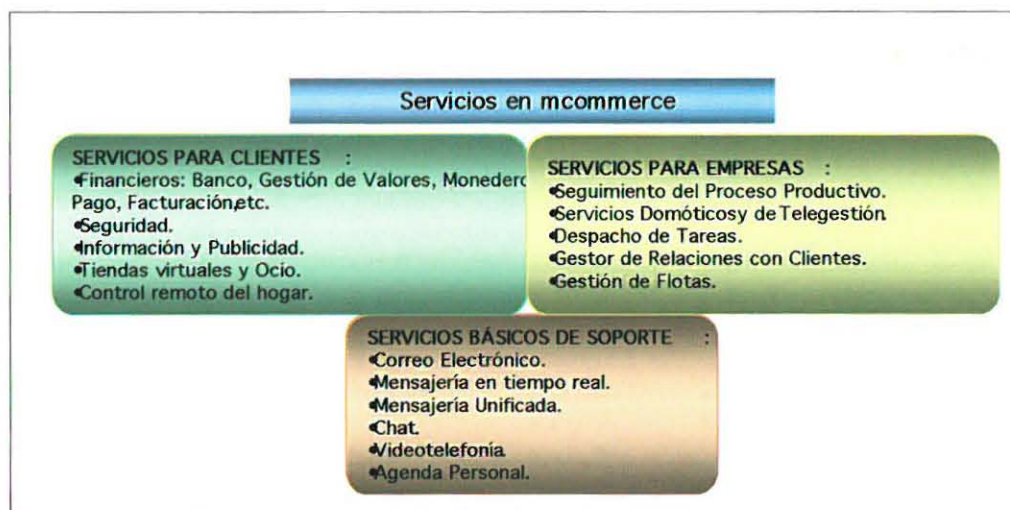 Servicios en mcommerce
SERVICIOS PARA CLIENTES :
•Financieros: Banco, Gestión de Valores, Monedero
Pago, Facturación,etc.
•Seguridad.
•Información y Publicidad.
•Tiendas virtuales y Ocio.
•Control remoto del hogar.
SERVICIOS PARA EMPRESAS :
•Seguimiento del Proceso Productivo.
•Servicios Domóticosy de Telegestión.
•Despacho de Tareas.
•Gestor de Relaciones con Clientes.
•Gestión de Flotas.
SERVICIOS BÁSICOS DE SOPORTE :
•Correo Electrónico.
•Mensajería en tiempo real.
•Mensajería Unificada.
•Chat.
•Videotelefonía.
•Agenda Personal.